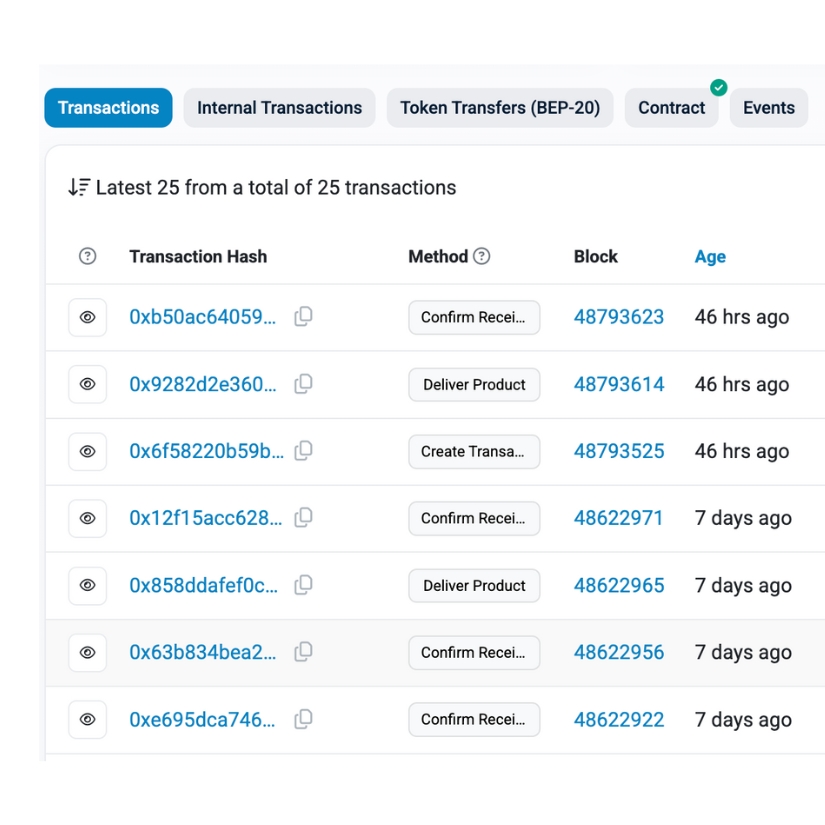 Transactions Internal Transactions Token Transfers (BEP-20) Contract Events
Latest 25 from a total of 25 transactions
Transaction Hash Method Block Age
0xb50ac64059... Confirm Recei... 48793623 46 hrs ago
0x9282d2e360... Deliver Product 48793614 46 hrs ago
0x6f58220b59b... Create Transa... 48793525 46 hrs ago
0x12f15acc628... Confirm Recei... 48622971 7 days ago
0x858ddafef0c... Deliver Product 48622965 7 days ago
0x63b834bea2... Confirm Recei... 48622956 7 days ago
0xe695dca746... Confirm Recei... 48622922 7 days ago